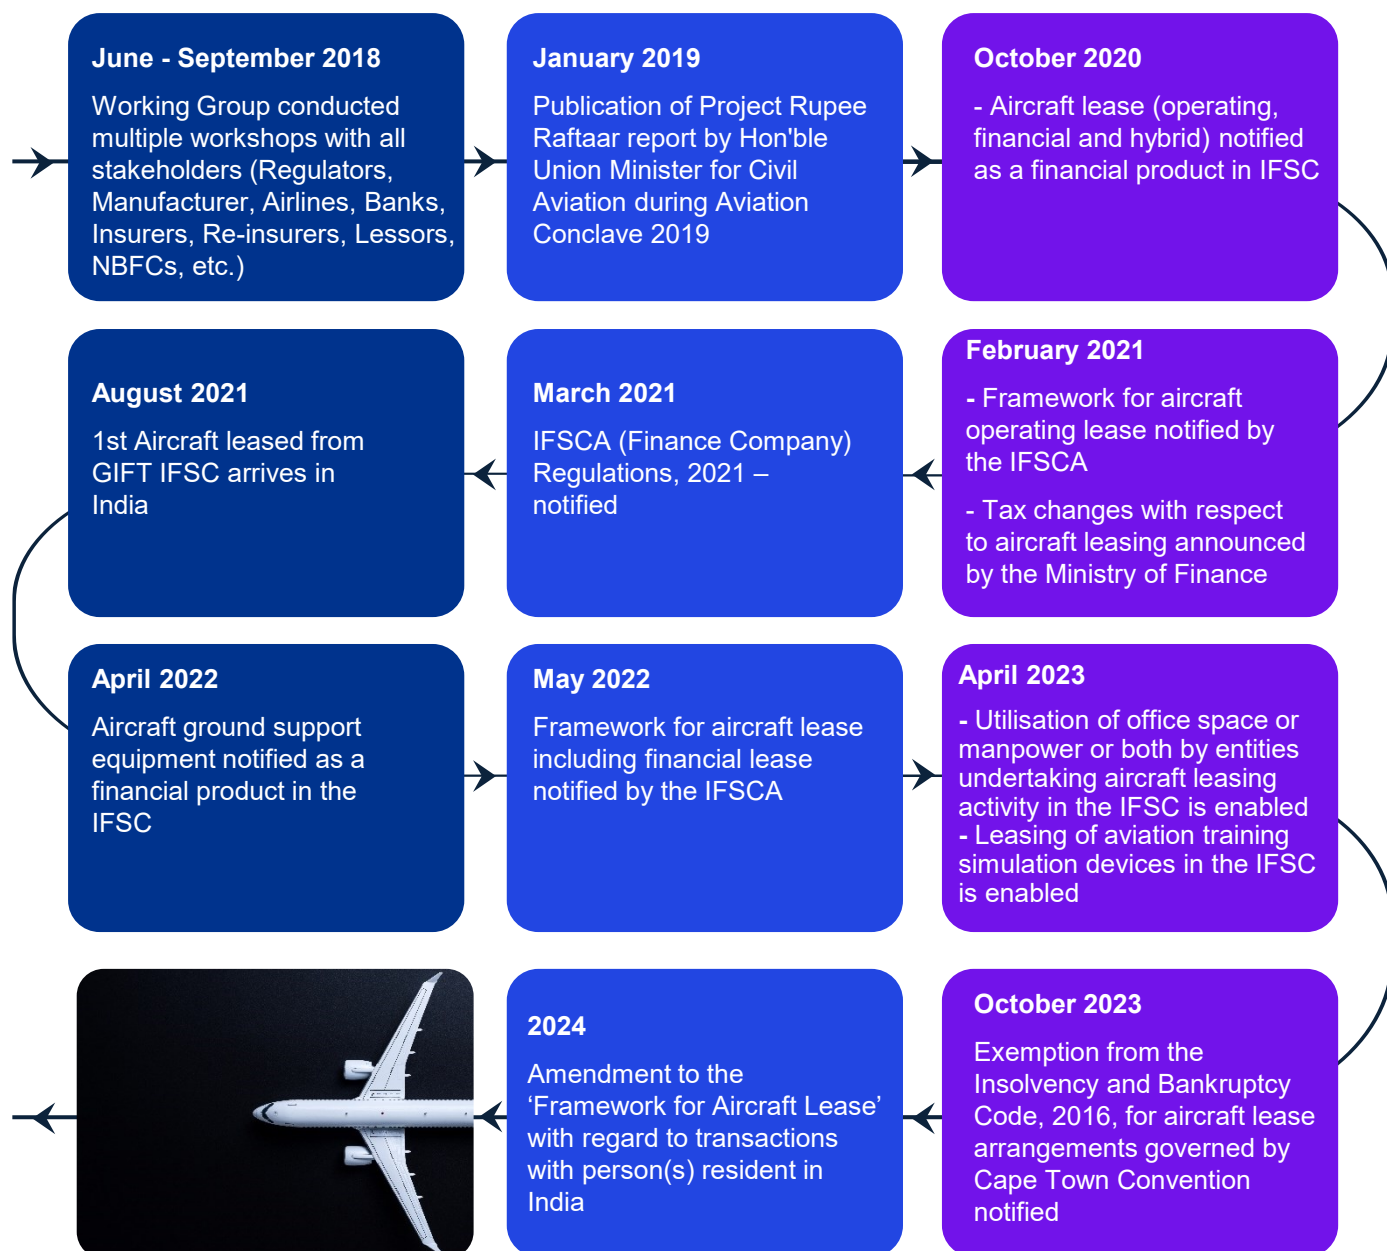 June - September 2018
Working Group conducted
multiple workshops with all
stakeholders (Regulators,
Manufacturer, Airlines, Banks,
Insurers, Re-insurers, Lessors,
NBFCs, etc.)
January 2019
Publication of Project Rupee
Raftaar report by Hon'ble
Union Minister for Civil
Aviation during Aviation
Conclave 2019
October 2020
- Aircraft lease (operating,
financial and hybrid) notified
as a financial product in IFSC
February 2021
- Framework for aircraft
operating lease notified by
the IFSCA
- Tax changes with respect
to aircraft leasing announced
by the Ministry of Finance
March 2021
IFSCA (Finance Company)
Regulations, 2021 –
notified
August 2021
1st Aircraft leased from
GIFT IFSC arrives in
India
April 2022
Aircraft ground support
equipment notified as a
financial product in the
IFSC
May 2022
Framework for aircraft lease
including financial lease
notified by the IFSCA
April 2023
- Utilisation of office space or
manpower or both by entities
undertaking aircraft leasing
activity in the IFSC is enabled
- Leasing of aviation training
simulation devices in the IFSC
is enabled
October 2023
Exemption from the
Insolvency and Bankruptcy
Code, 2016, for aircraft lease
arrangements governed by
Cape Town Convention
notified
2024
Amendment to the
‘Framework for Aircraft Lease’
with regard to transactions
with person(s) resident in
India